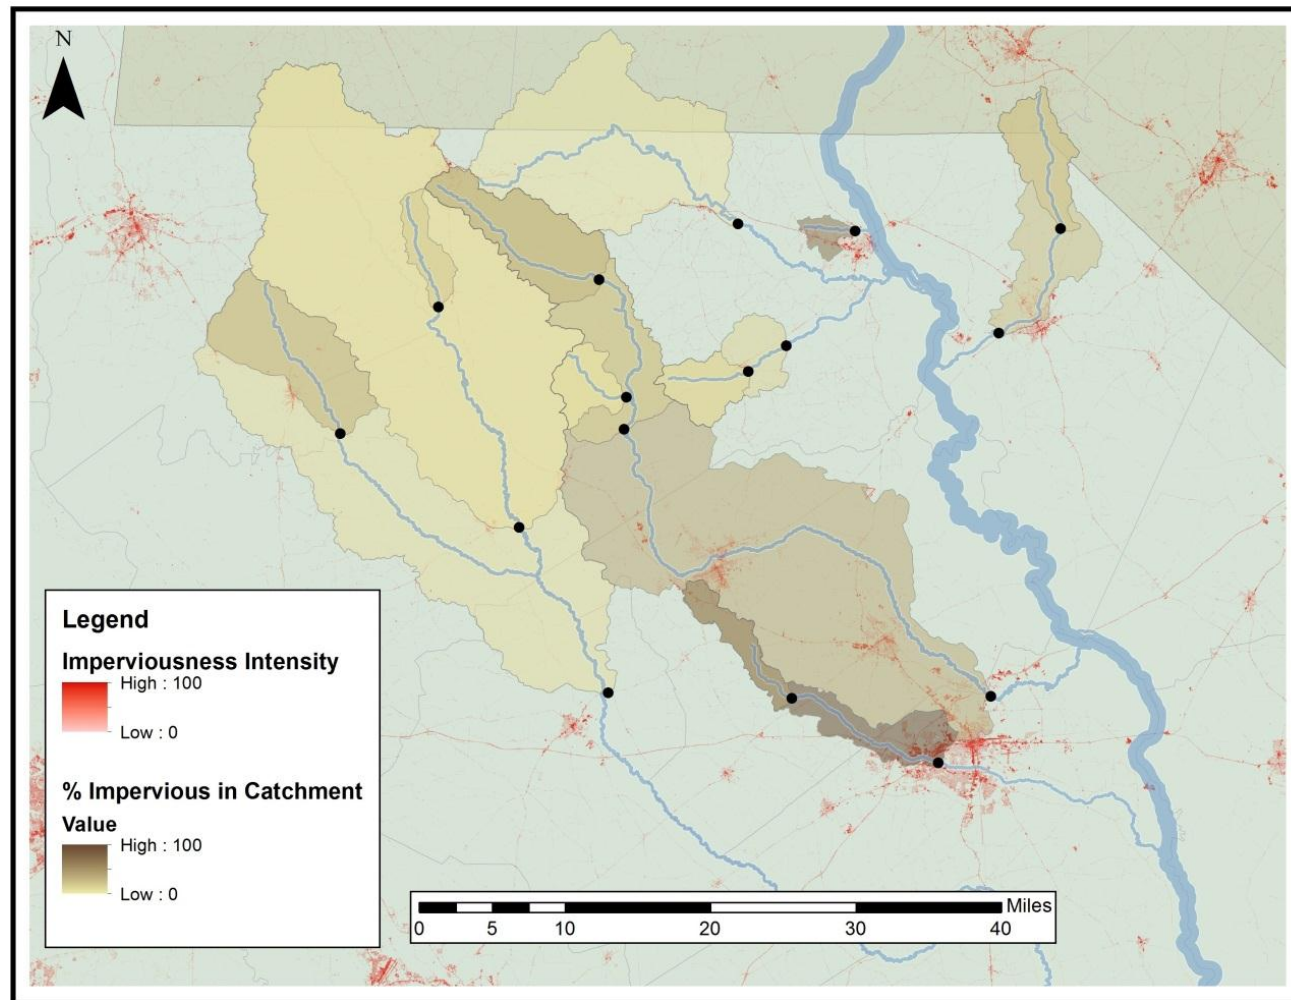 N
Legend
Imperviousness Intensity
High : 100
Low : 0
% Impervious in Catchment
Value
High : 100
Low : 0
Miles
0 5 10 20 30 40